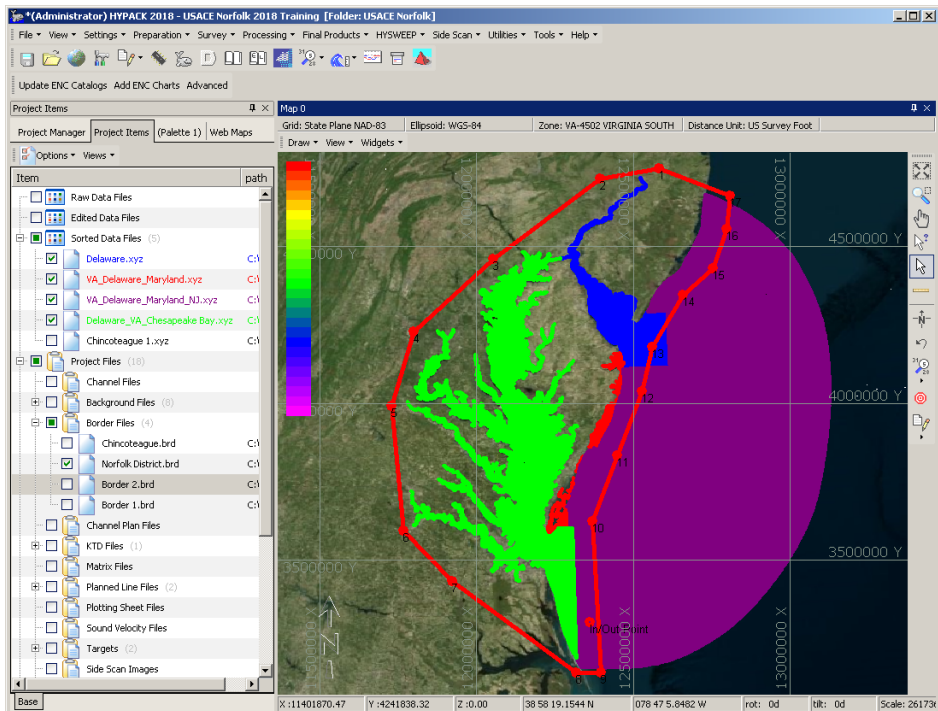 *(Administrator) HYPACK 2018 - USACE Norfolk 2018 Training [Folder: USACE Norfolk]
File View Settings Preparation Survey Processing Final Products HYSWEEP Side Scan Utilities Tools Help
Update ENC Catalogs Add ENC Charts Advanced
Project Items
Project Manager Project Items (Palette 1) Web Maps
Options Views
Item path
Raw Data Files
Edited Data Files
Sorted Data Files (5)
Delaware.xyz C:\
VA_Delaware_Maryland.xyz C:\
VA_Delaware_Maryland_NJ.xyz C:\
Delaware_VA_Chesapeake Bay.xyz C:\
Chincoteague 1.xyz C:\
Project Files (18)
Channel Files
Background Files (8)
Border Files (4)
Chincoteague.brd C:\
Norfolk District.brd C:\
Border 2.brd C:\
Border 1.brd C:\
Channel Plan Files
KTD Files (1)
Matrix Files
Planned Line Files (2)
Plotting Sheet Files
Sound Velocity Files
Targets (2)
Side Scan Images
Base
Map 0
Grid: State Plane NAD-83 Ellipsoid: WGS-84 Zone: VA-4502 VIRGINIA SOUTH Distance Unit: US Survey Foot
Draw View Widgets
12500000 X
13000000 X
1
2
3
4
5
6
7
8
10
11
12
13
14
15
16
17
4500000 Y
4000000 Y
3500000 Y
3500000 Y
In/Out Point
12000000 X
12500000 X
13000000 X
N
X :11401870.47 Y :4241838.32 Z :0.00 38 58 19.1544 N 078 47 5.8482 W rot: 0d tilt: 0d Scale: 261736